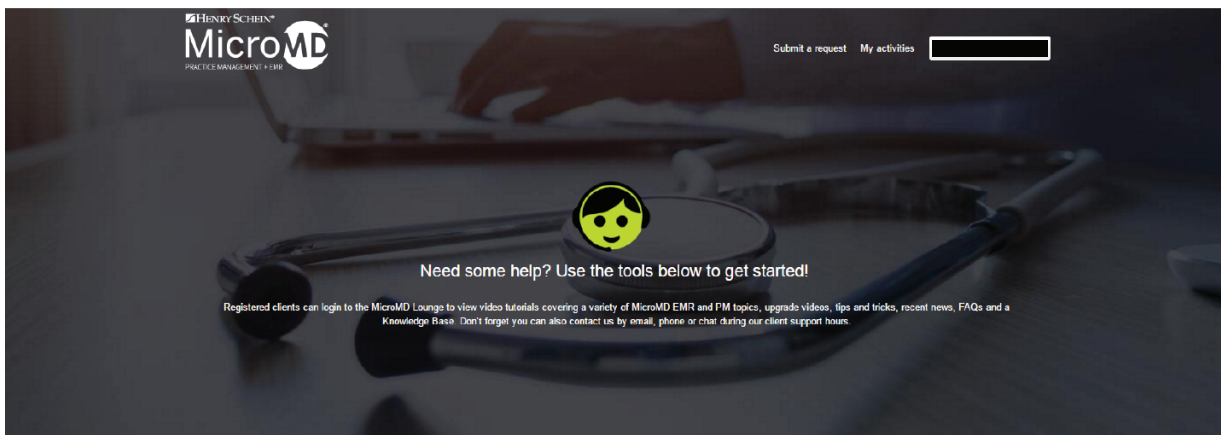 HENRY SCHEIN®
MicroMD®
PRACTICE MANAGEMENT + EMR
Submit a request My activities
Need some help? Use the tools below to get started!
Registered clients can login to the MicroMD Lounge to view video tutorials covering a variety of MicroMD EMR and PM topics, upgrade videos, tips and tricks, recent news, FAQs and a
Knowledge Base. Don't forget you can also contact us by email, phone or chat during our client support hours.